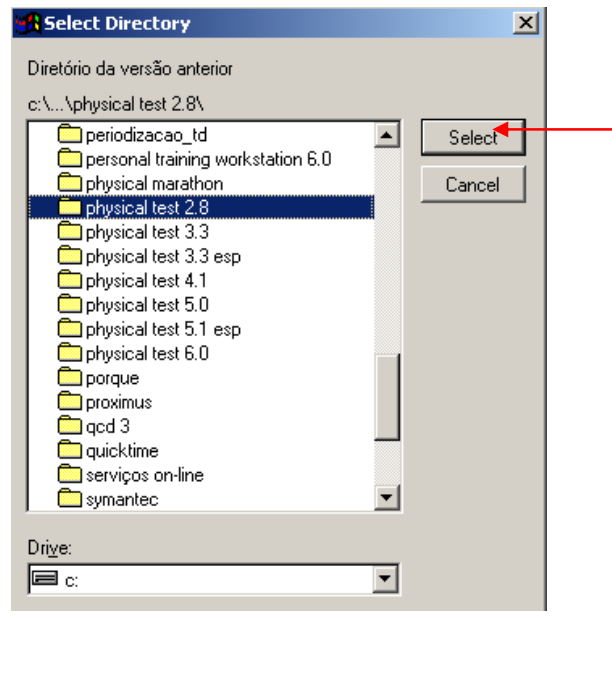 Select Directory
Diretório da versão anterior
c:\...\physical test 2.8\
periodizacao_td
personal training workstation 6.0
physical marathon
physical test 2.8
physical test 3.3
physical test 3.3 esp
physical test 4.1
physical test 5.0
physical test 5.1 esp
physical test 6.0
porque
proximus
qcd 3
quicktime
serviços on-line
symantec
Select
Cancel
Drive:
c: